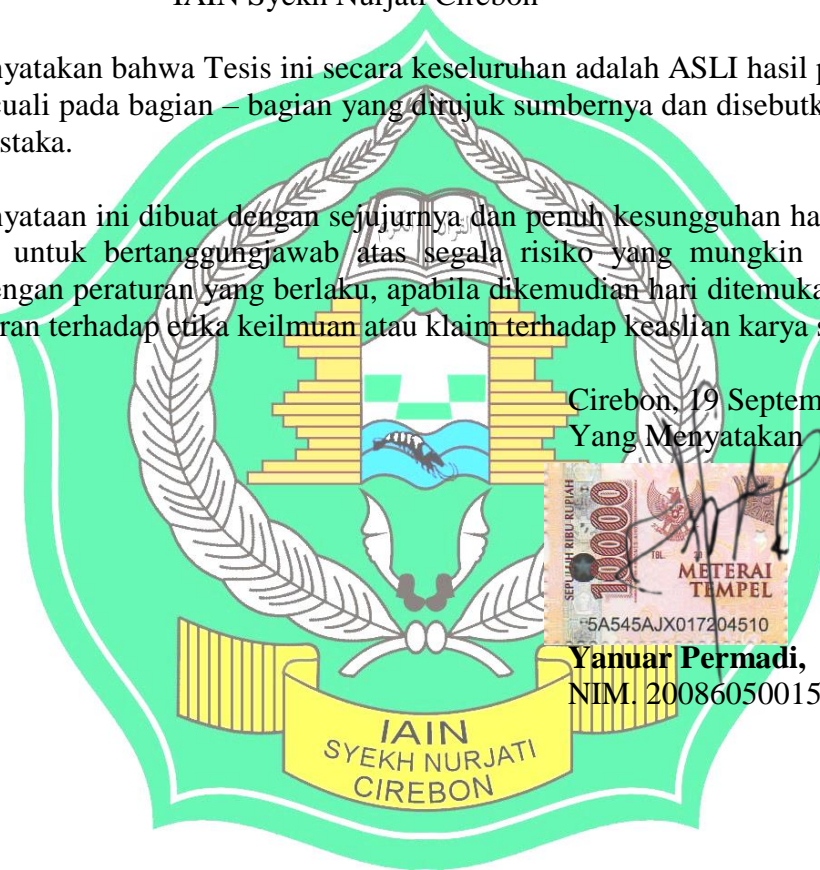 IAIN Syekh Nurjati Cirebon
nyatakan bahwa Tesis ini secara keseluruhan adalah ASLI hasil p
cuali pada bagian – bagian yang dirujuk sumbernya dan disebutk
staka.
nyataan ini dibuat dengan sejujurnya dan penuh kesungguhan ha
untuk bertanggungjawab atas segala risiko yang mungkin
engan peraturan yang berlaku, apabila dikemudian hari ditemuka
ran terhadap etika keilmuan atau klaim terhadap keaslian karya s
Cirebon, 19 Septem
Yang Menyatakan
SEPULUH RIBU RUPIAH
10000
TGL. 20
METERAI
TEMPEL
5A545AJX017204510
Yanuar Permadi,
NIM. 20086050015
IAIN
SYEKH NURJATI
CIREBON